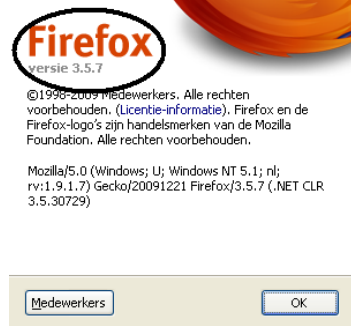 Firefox
versie 3.5.7
©1998-2009 Medewerkers. Alle rechten
voorbehouden. (Licentie-informatie). Firefox en de
Firefox-logo's zijn handelsmerken van de Mozilla
Foundation. Alle rechten voorbehouden.
Mozilla/5.0 (Windows; U; Windows NT 5.1; nl;
rv:1.9.1.7) Gecko/20091221 Firefox/3.5.7 (.NET CLR
3.5.30729)
Medewerkers
OK